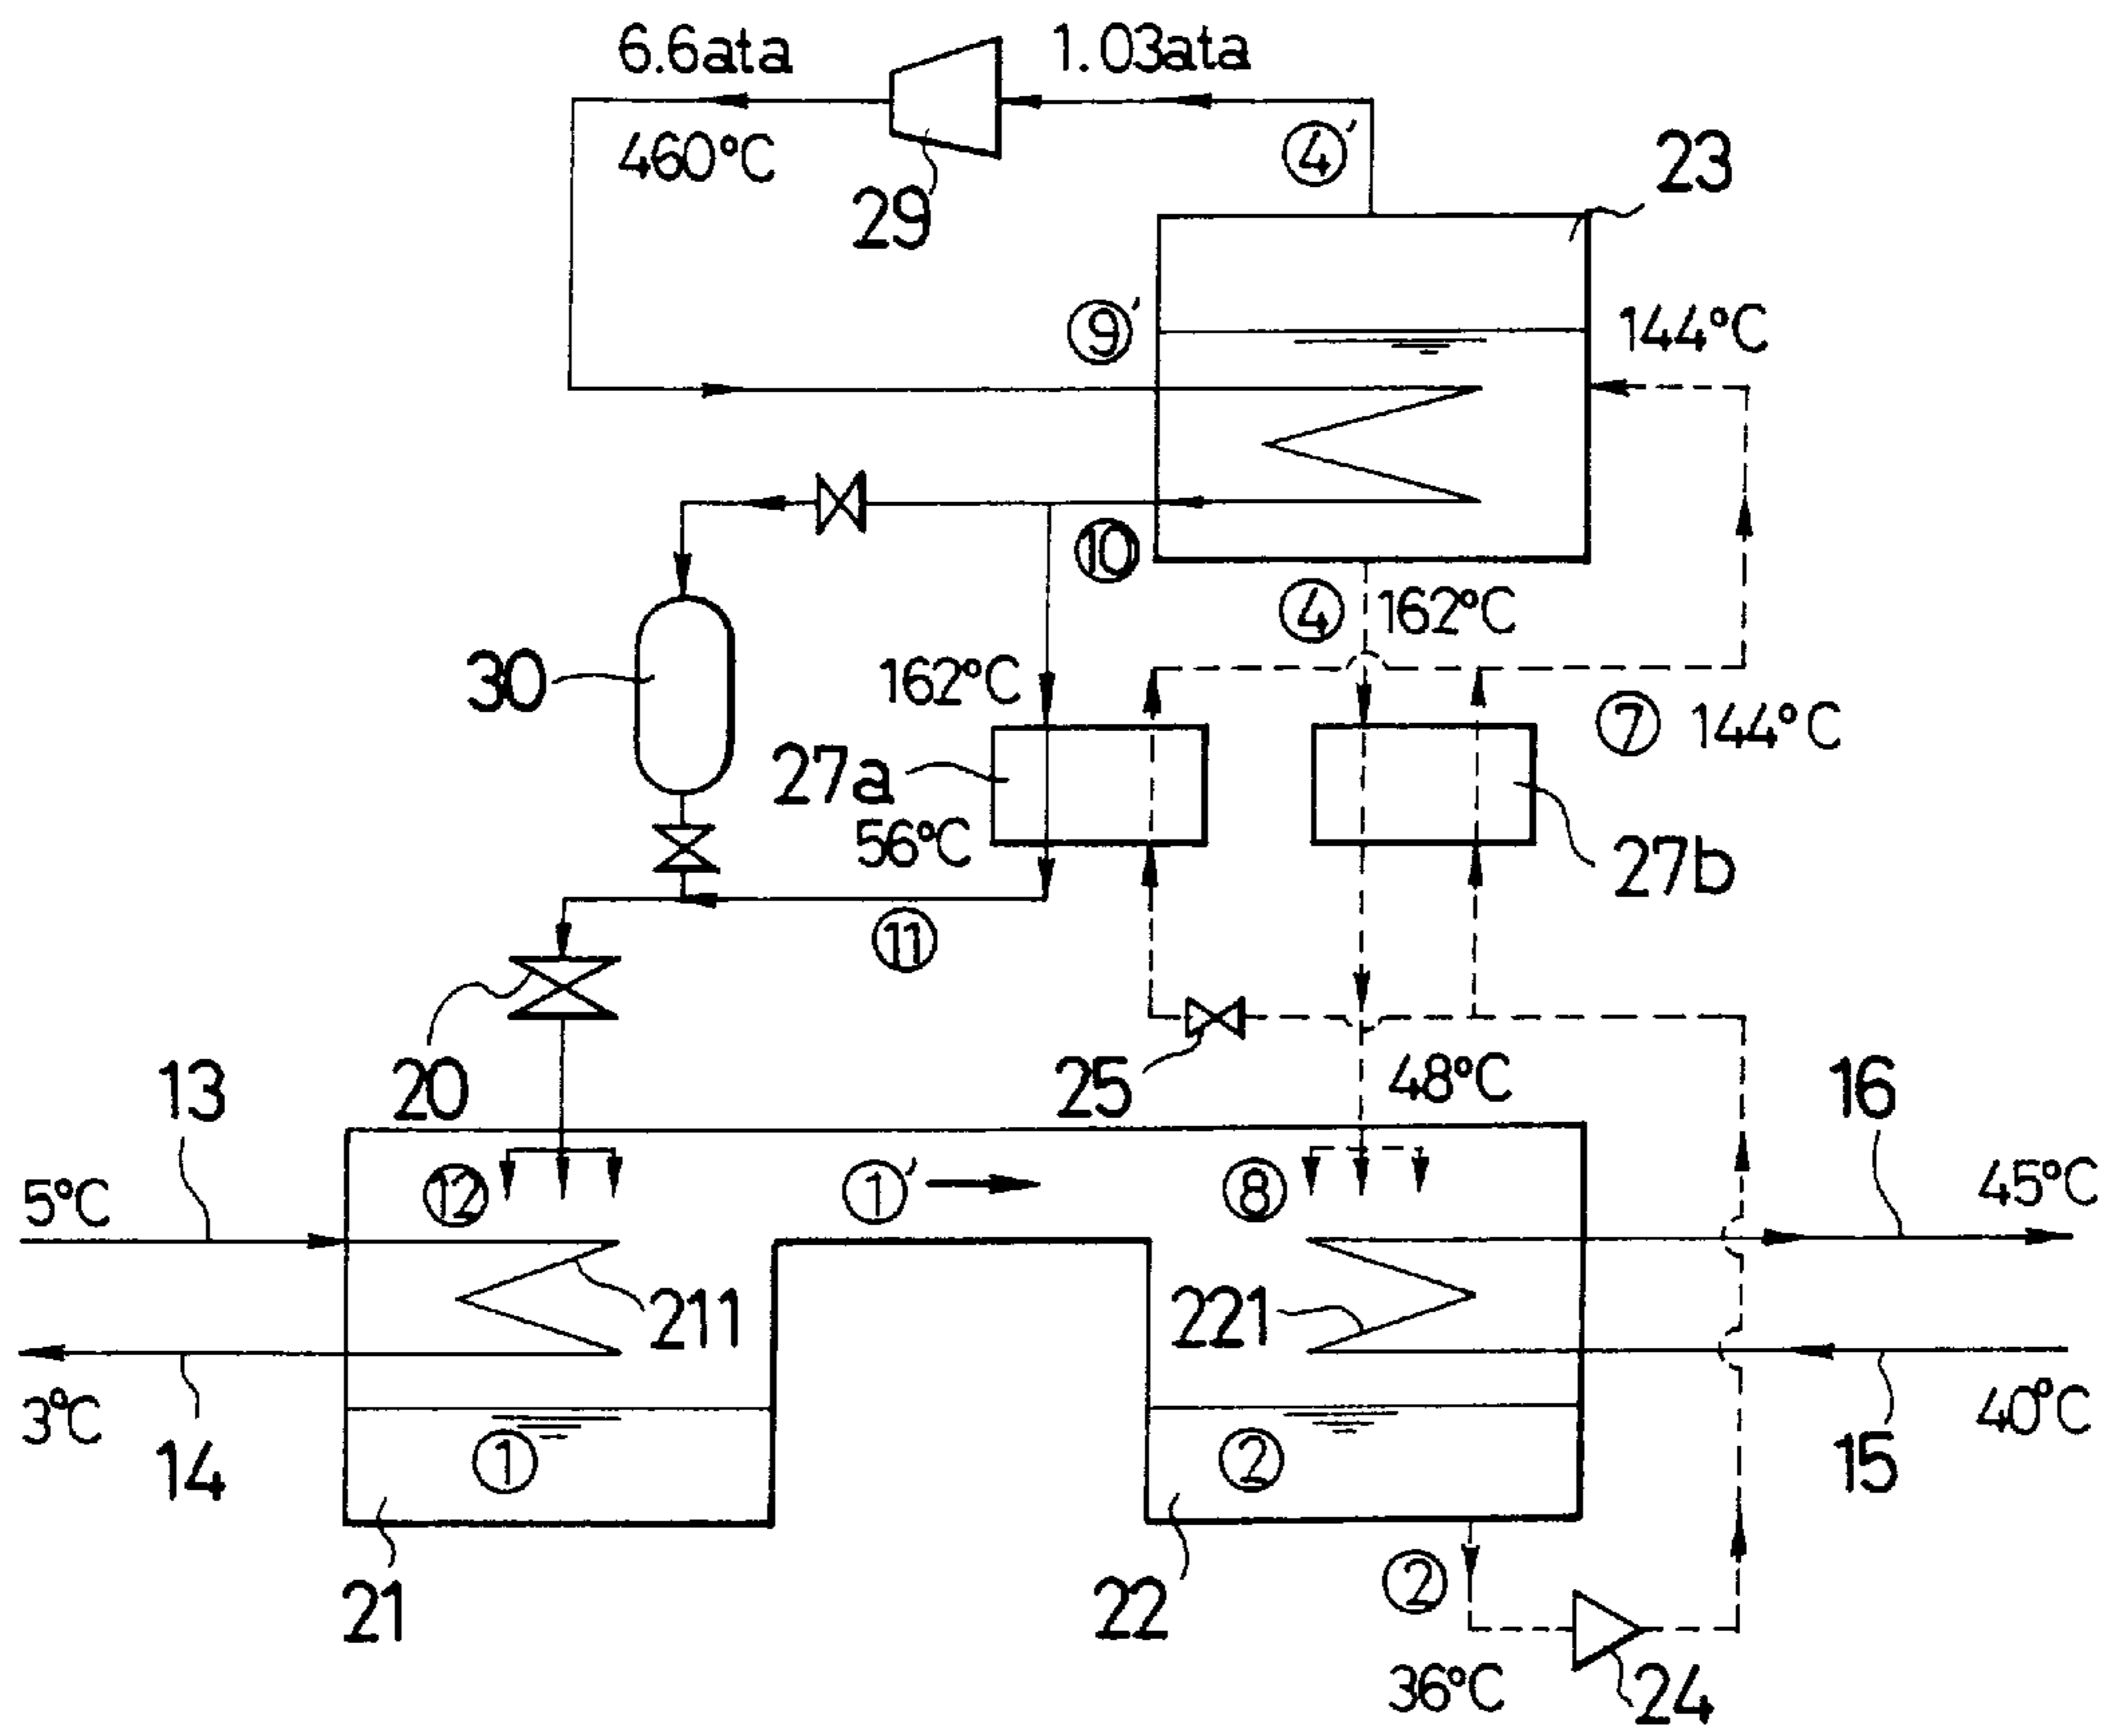 6.6ata
1.03ata
460°C
29
④′
23
⑨′
144°C
⑩
④
162°C
30
162°C
⑦
144°C
27a
56°C
27b
⑪
20
25
48°C
13
16
5°C
⑫
①′
⑧
45°C
211
221
3°C
14
①
②
15
40°C
21
22
②
36°C
24